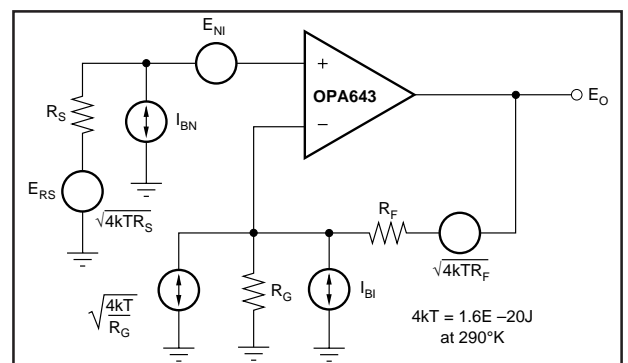 E_NI
+
OPA643
−
E_O
R_S
I_BN
E_RS
√4kTR_S
R_F
√4kTR_F
√4kT/R_G
R_G
I_BI
4kT = 1.6E –20J
at 290°K